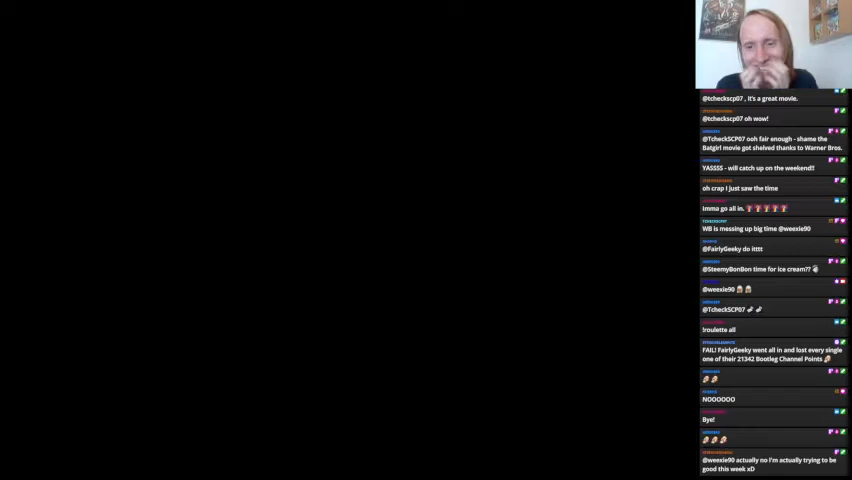 @tcheckscp07 , it's a great movie.
@tcheckscp07 oh wow!
@TcheckSCP07 ooh fair enough - shame the
Batgirl movie got shelved thanks to Warner Bros.
YASSSS - will catch up on the weekend!!
oh crap I just saw the time
Imma go all in.
TCHECKSCP07
WB is messing up big time @weexie90
@FairlyGeeky do itttt
@SteemyBonBon time for ice cream??
@weexie90
@TcheckSCP07
!roulette all
FAIL! FairlyGeeky went all in and lost every single
one of their 21342 Bootleg Channel Points
NOOOOOO
Bye!
@weexie90 actually no I'm actually trying to be
good this week xD